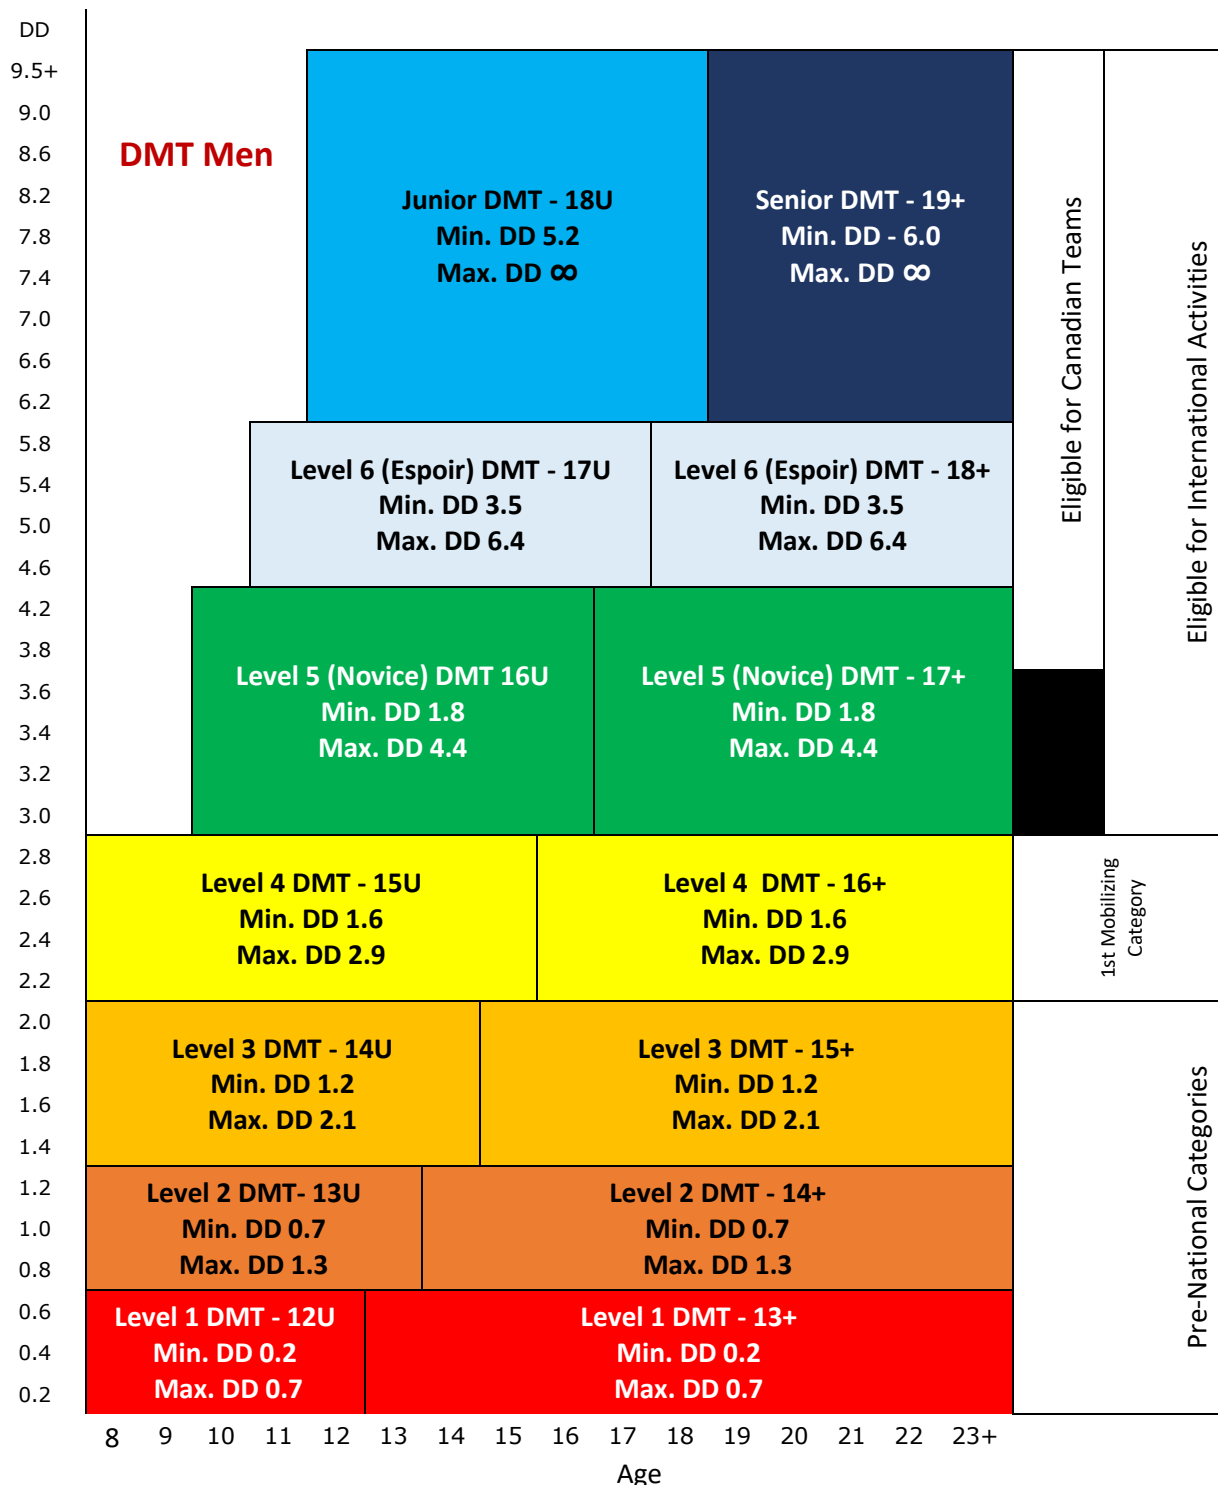 DD
9.5+
9.0
8.6
8.2
7.8
7.4
7.0
6.6
6.2
5.8
5.4
5.0
4.6
4.2
3.8
3.6
3.4
3.2
3.0
2.8
2.6
2.4
2.2
2.0
1.8
1.6
1.4
1.2
1.0
0.8
0.6
0.4
0.2
DMT Men
Junior DMT - 18U
Min. DD 5.2
Max. DD ∞
Senior DMT - 19+
Min. DD - 6.0
Max. DD ∞
Level 6 (Espoir) DMT - 17U
Min. DD 3.5
Max. DD 6.4
Level 6 (Espoir) DMT - 18+
Min. DD 3.5
Max. DD 6.4
Level 5 (Novice) DMT 16U
Min. DD 1.8
Max. DD 4.4
Level 5 (Novice) DMT - 17+
Min. DD 1.8
Max. DD 4.4
Level 4 DMT - 15U
Min. DD 1.6
Max. DD 2.9
Level 4  DMT - 16+
Min. DD 1.6
Max. DD 2.9
Level 3 DMT - 14U
Min. DD 1.2
Max. DD 2.1
Level 3 DMT - 15+
Min. DD 1.2
Max. DD 2.1
Level 2 DMT- 13U
Min. DD 0.7
Max. DD 1.3
Level 2 DMT - 14+
Min. DD 0.7
Max. DD 1.3
Level 1 DMT - 12U
Min. DD 0.2
Max. DD 0.7
Level 1 DMT - 13+
Min. DD 0.2
Max. DD 0.7
Eligible for Canadian Teams
Eligible for International Activities
1st Mobilizing
Category
Pre-National Categories
8 9 10 11 12 13 14 15 16 17 18 19 20 21 22 23+
Age